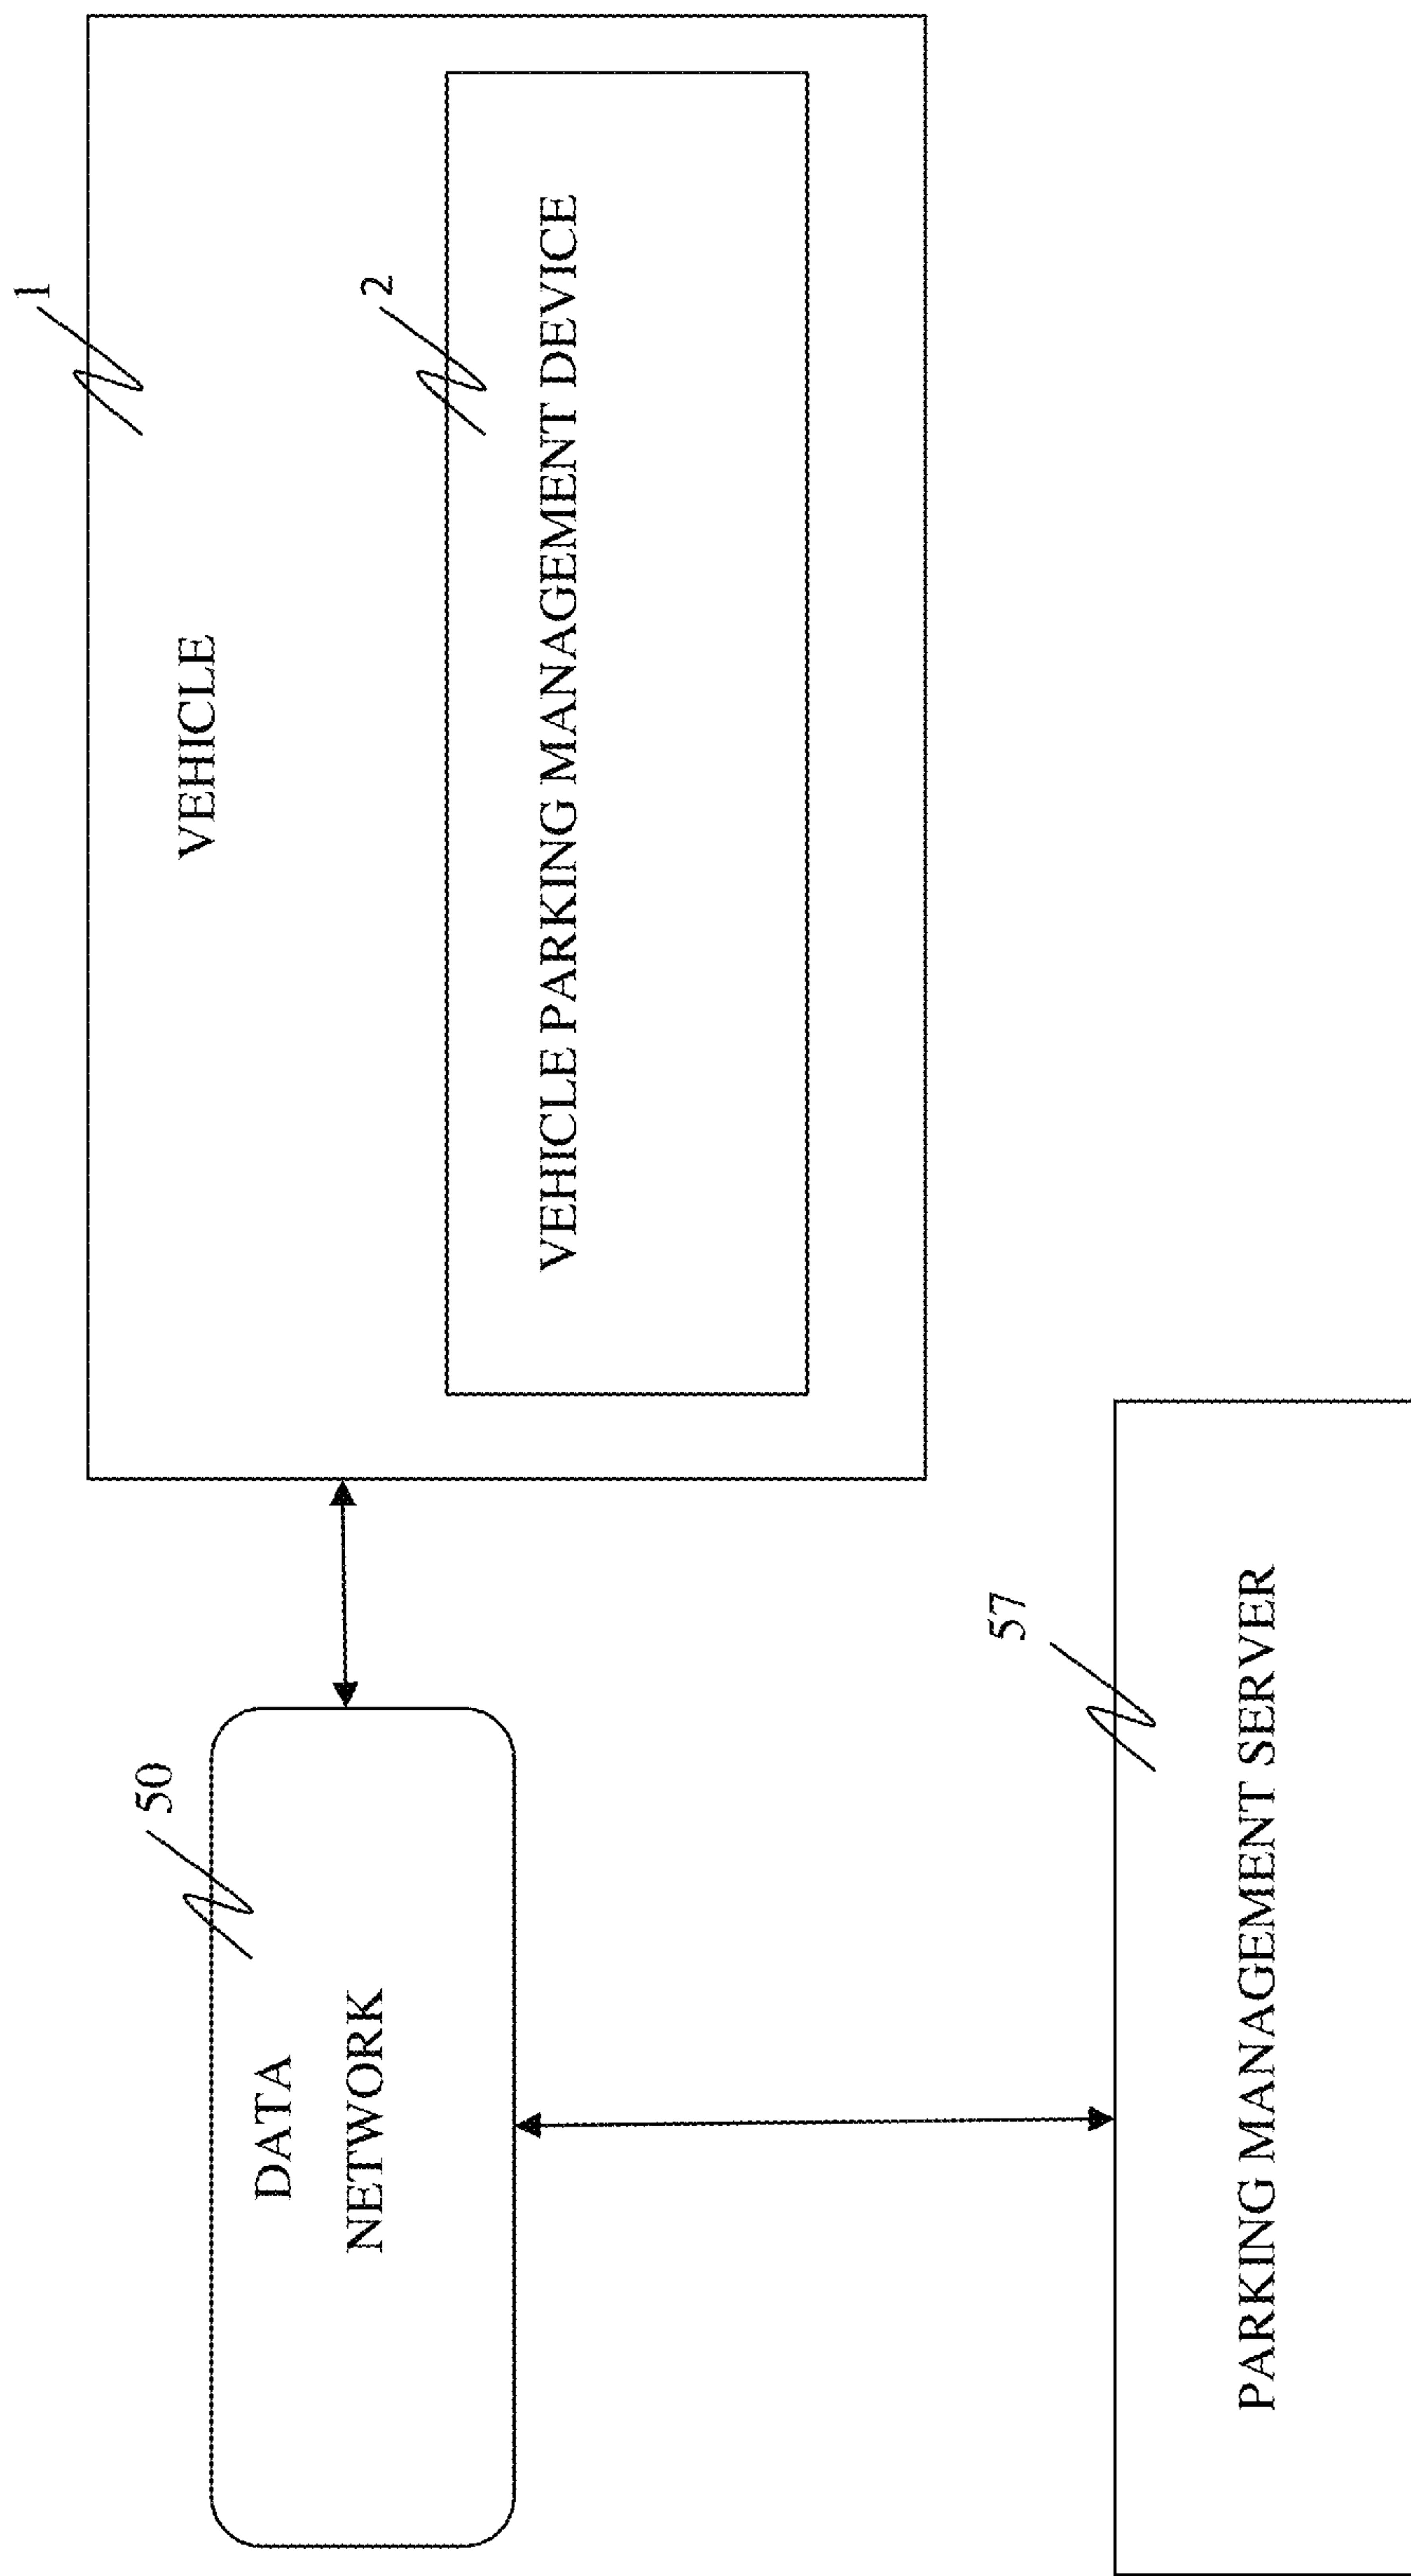 1
VEHICLE
2
VEHICLE PARKING MANAGEMENT DEVICE
50
DATA
NETWORK
57
PARKING MANAGEMENT SERVER